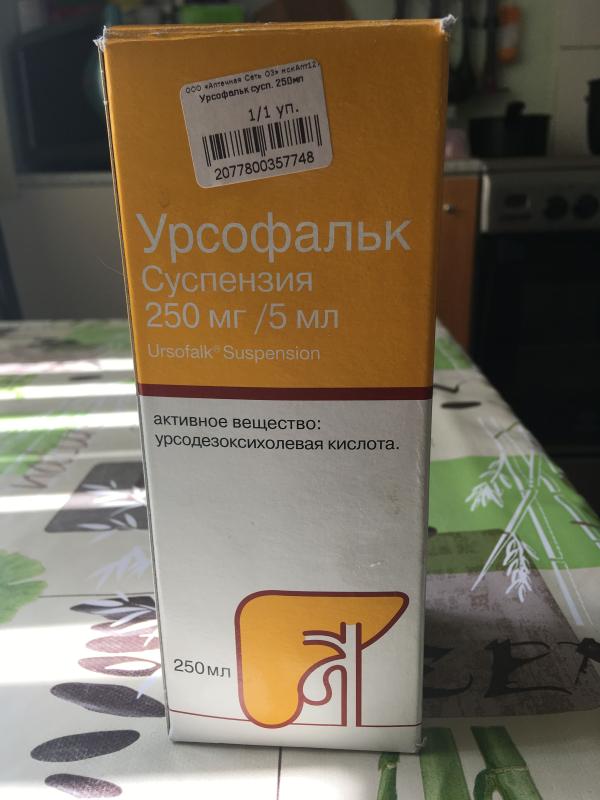 ООО «Аптечная Сеть 03»
Урсофальк сусп. 250мл
1/1 уп.
2077800357748
Урсофальк
Суспензия
250 мг /5 мл
Ursofalk® Suspension
активное вещество:
урсодезоксихолевая кислота.
250 мл